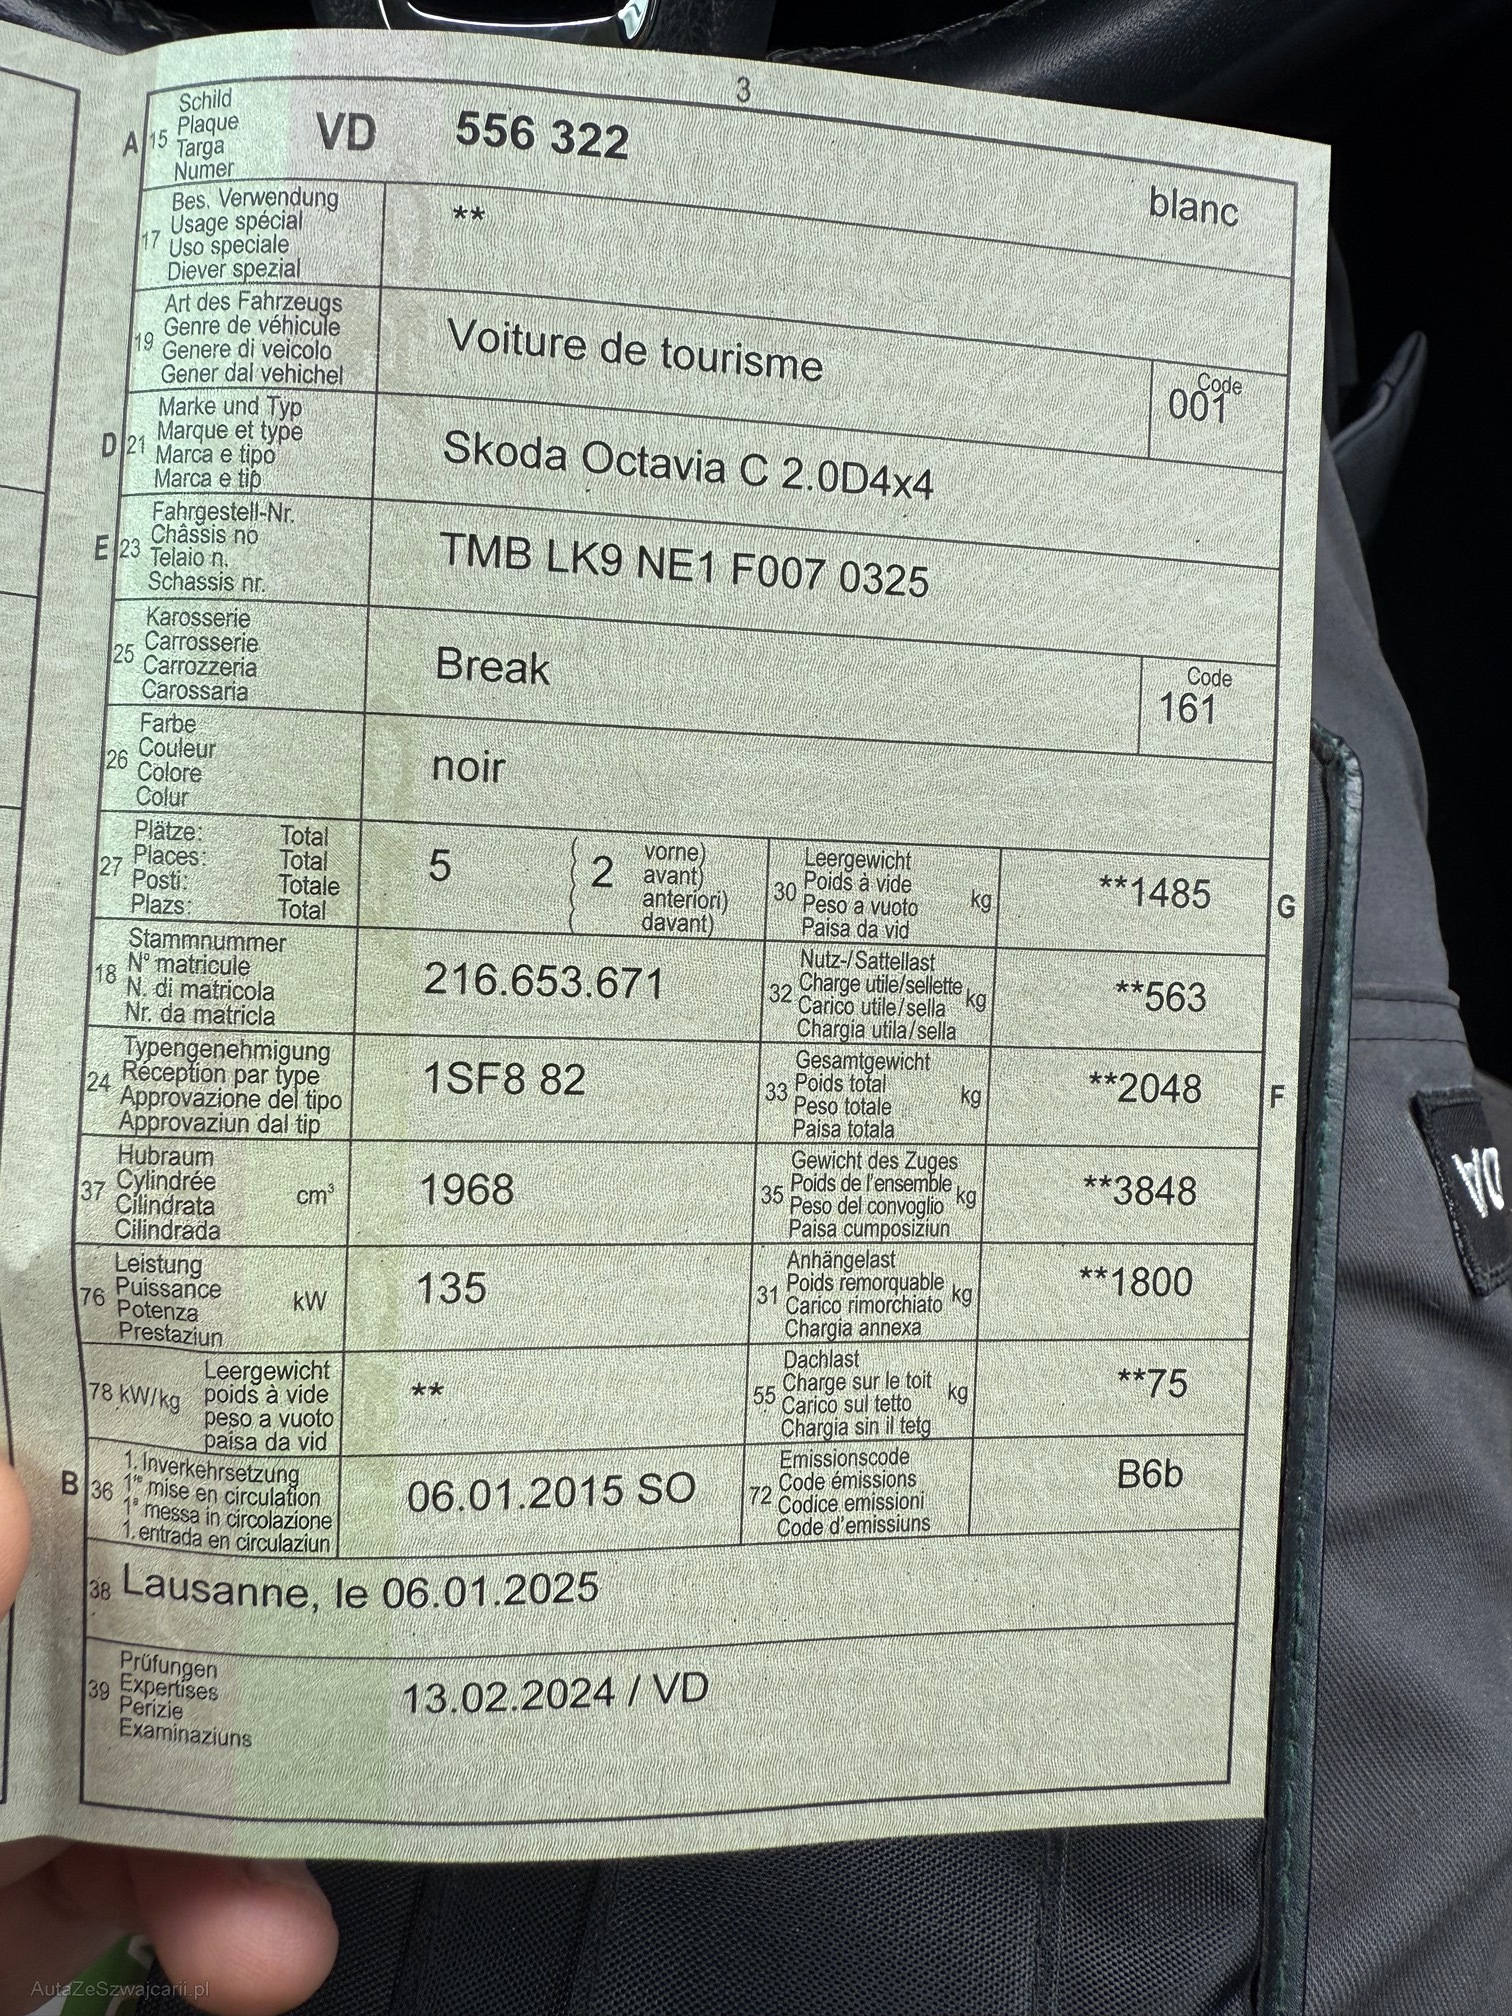 3
A 15 Schild VD 556 322
Plaque
Targa
Numer blanc
17 Bes. Verwendung **
Usage spécial
Uso speciale
Diever spezial
19 Art des Fahrzeugs Voiture de tourisme Code
Genre de véhicule 001
Genere di veicolo
Gener dal vehichel
D 21 Marke und Typ Skoda Octavia C 2.0D4x4
Marque et type
Marca e tipo
Marca e tip
E 23 Fahrgestell-Nr. TMB LK9 NE1 F007 0325
Châssis no
Telaio n.
Schassis nr.
25 Karosserie Break Code
Carrosserie 161
Carrozzeria
Carossaria
26 Farbe noir
Couleur
Colore
Colur
27 Plätze: Total 5 ( 2 vorne)
Places: Total avant)
Posti: Totale anteriori)
Plazs: Total davant)
30 Leergewicht kg **1485 G
Poids à vide
Peso a vuoto
Paisa da vid
18 Stammnummer 216.653.671
N° matricule
N. di matricola
Nr. da matricla
32 Nutz-/Sattellast kg **563
Charge utile/sellette
Carico utile/sella
Chargia utila/sella
24 Typengenehmigung 1SF8 82
Réception par type
Approvazione del tipo
Approvaziun dal tip
33 Gesamtgewicht kg **2048 F
Poids total
Peso totale
Paisa totala
37 Hubraum cm³ 1968
Cylindrée
Cilindrata
Cilindrada
35 Gewicht des Zuges kg **3848
Poids de l'ensemble
Peso del convoglio
Paisa cumposiziun
76 Leistung kW 135
Puissance
Potenza
Prestaziun
31 Anhängelast kg **1800
Poids remorquable
Carico rimorchiato
Chargia annexa
78 kW/kg Leergewicht **
poids à vide
peso a vuoto
paisa da vid
55 Dachlast kg **75
Charge sur le toit
Carico sul tetto
Chargia sin il tetg
B 36 1. Inverkehrsetzung 06.01.2015 SO
1re mise en circulation
1a messa in circolazione
1. entrada en circulaziun
72 Emissionscode B6b
Code émissions
Codice emissioni
Code d'emissiuns
38 Lausanne, le 06.01.2025
39 Prüfungen 13.02.2024 / VD
Expertises
Perizie
Examinaziuns
AutaZeSzwajcarii.pl